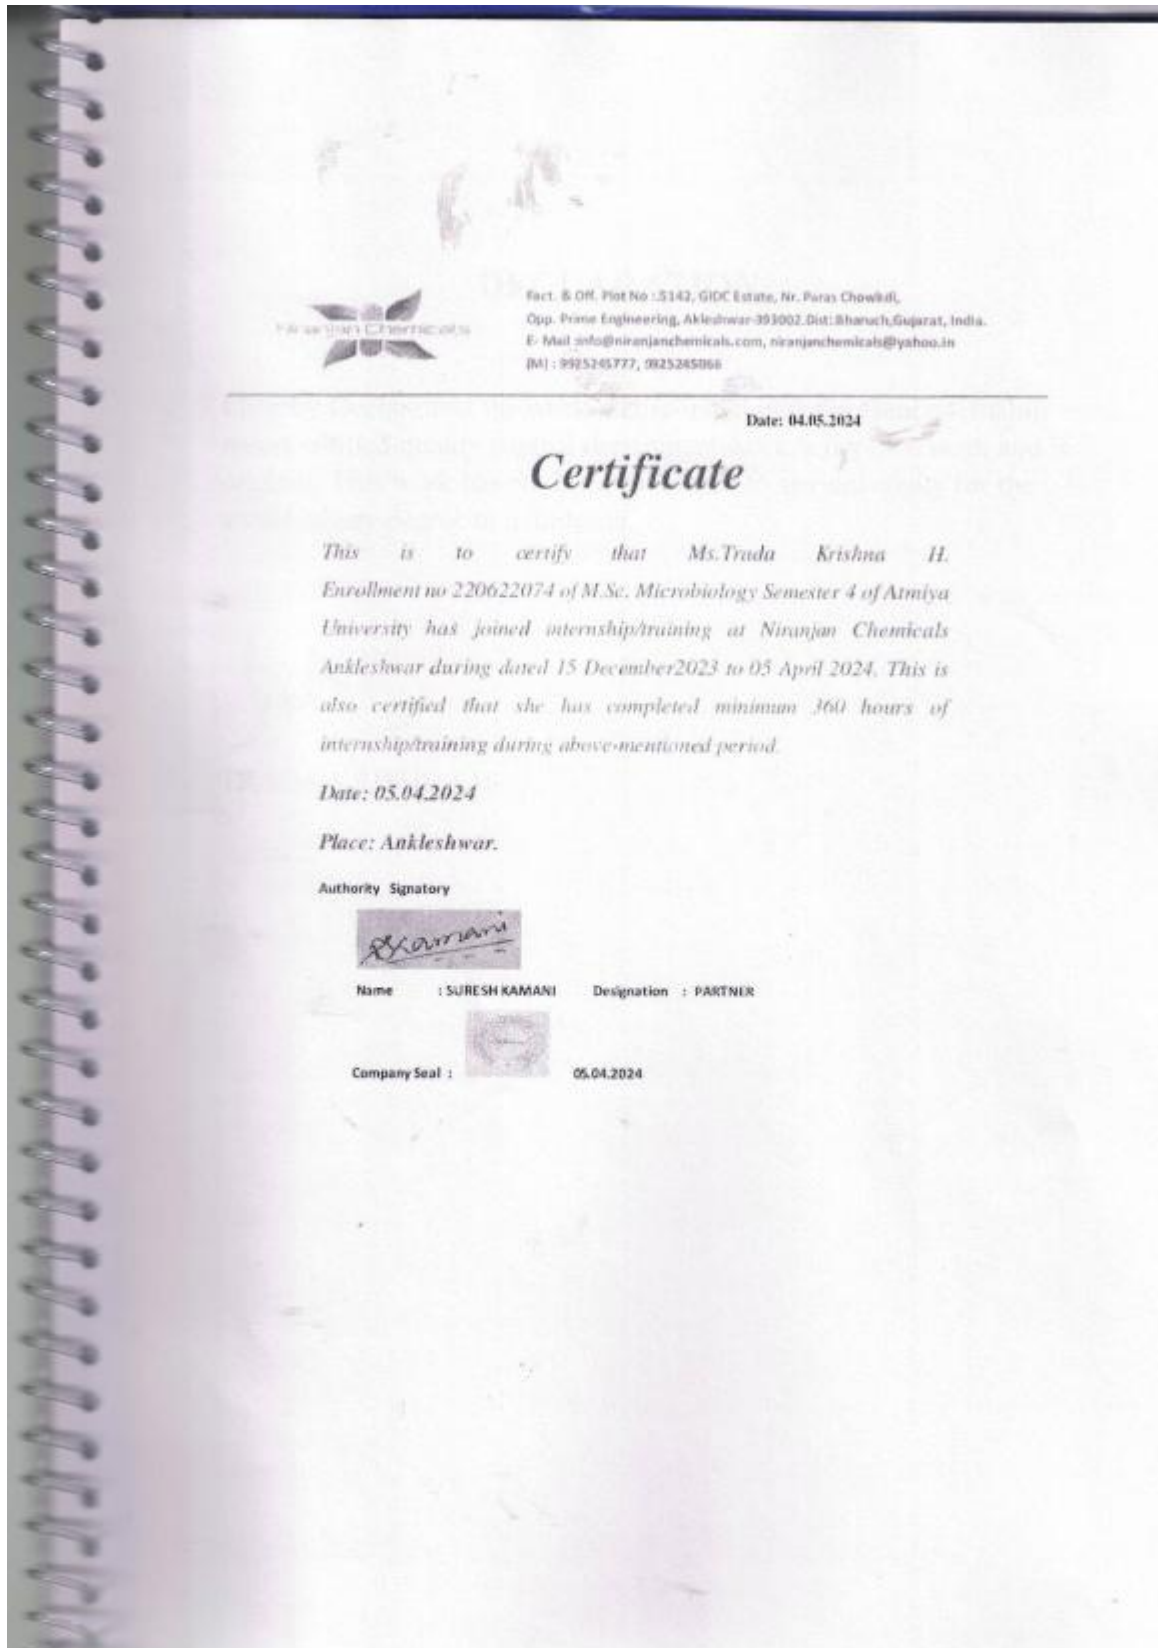 Niranjan Chemicals
Fact. & Off. Plot No :.5142, GIDC Estate, Nr. Paras Chowkdi,
Opp. Prime Engineering, Akleshwar-393002.Dist: Bharuch,Gujarat, India.
E- Mail :info@niranjanchemicals.com, niranjanchemicals@yahoo.in
(M) : 9925245777, 9825245066
Date: 04.05.2024
Certificate
This is to certify that Ms.Trada Krishna H.
Enrollment no 220622074 of M.Sc. Microbiology Semester 4 of Atmiya
University has joined internship/training at Niranjan Chemicals
Ankleshwar during dated 15 December2023 to 05 April 2024. This is
also certified that she has completed minimum 360 hours of
internship/training during above-mentioned period.
Date: 05.04.2024
Place: Ankleshwar.
Authority Signatory
SKamani
Name : SURESH KAMANI Designation : PARTNER
Company Seal : 05.04.2024